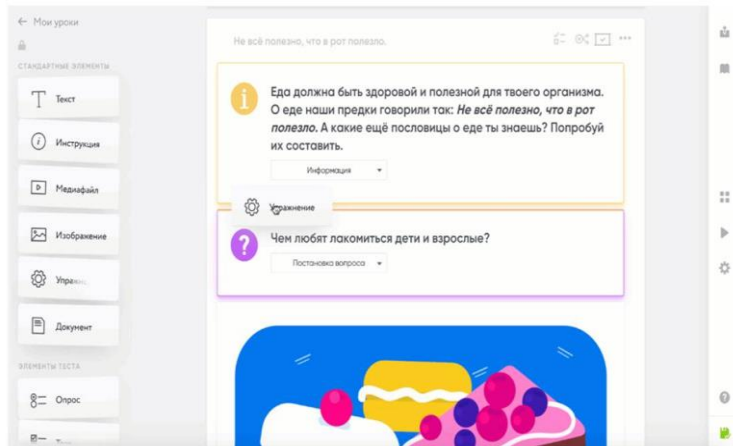 ← Мои уроки
СТАНДАРТНЫЕ ЭЛЕМЕНТЫ
Текст
Инструкция
Медиафайл
Изображение
Упражн
Документ
ЭЛЕМЕНТЫ ТЕСТА
Опрос
Не всё полезно, что в рот полезло.
Еда должна быть здоровой и полезной для твоего организма.
О еде наши предки говорили так: Не всё полезно, что в рот
полезло. А какие ещё пословицы о еде ты знаешь? Попробуй
их составить.
Информация
Упражнение
Чем любят лакомиться дети и взрослые?
Постановка вопроса